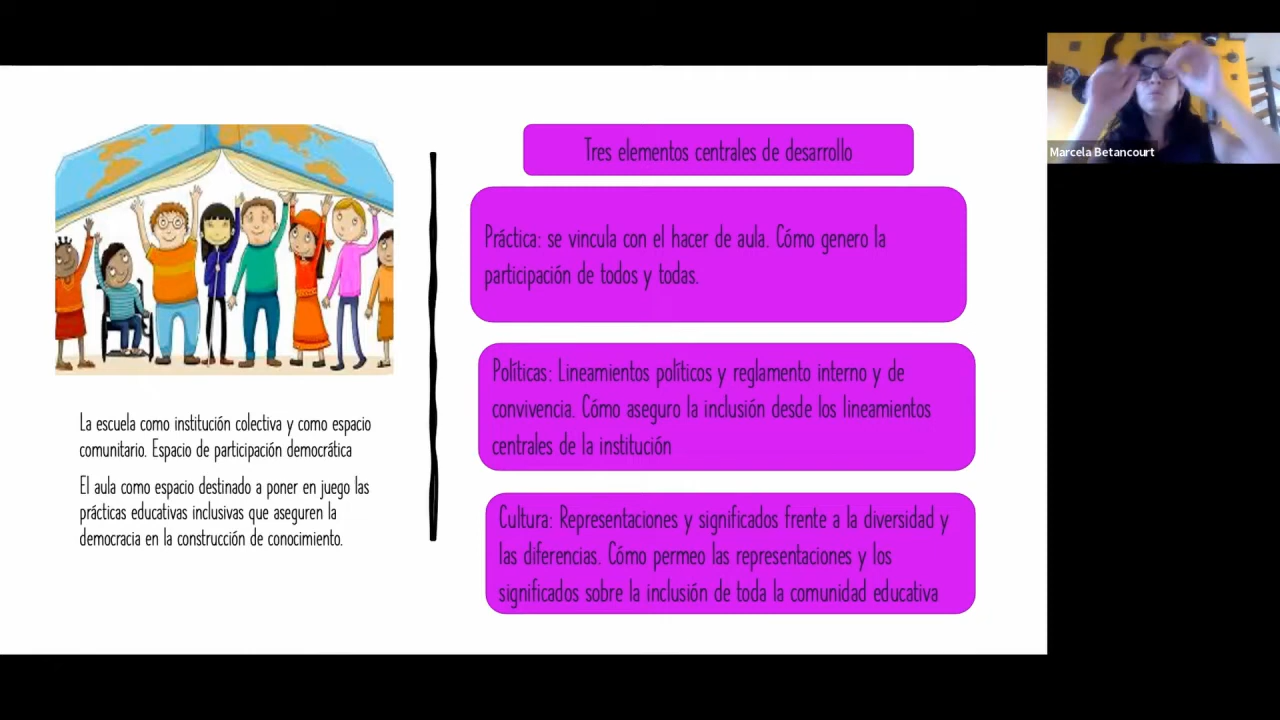 La escuela como institución colectiva y como espacio
comunitario. Espacio de participación democrática
El aula como espacio destinado a poner en juego las
prácticas educativas inclusivas que aseguren la
democracia en la construcción de conocimiento.
Tres elementos centrales de desarrollo
Práctica: se vincula con el hacer de aula. Cómo genero la
participación de todos y todas.
Políticas: Lineamientos políticos y reglamento interno y de
convivencia. Cómo aseguro la inclusión desde los lineamientos
centrales de la institución
Cultura: Representaciones y significados frente a la diversidad y
las diferencias. Cómo permeo las representaciones y los
significados sobre la inclusión de toda la comunidad educativa
Marcela Betancourt